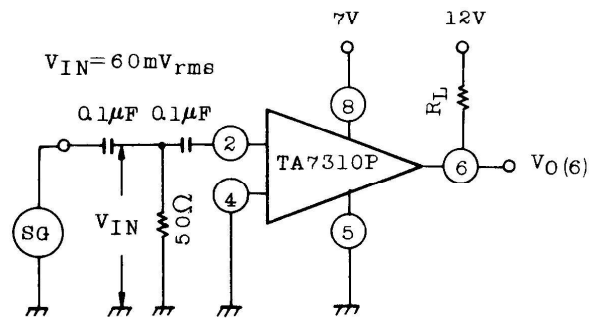 7V 12V
VIN=60mVrms
0.1μF 0.1μF
8 RL
2
TA7310P 6 VO(6)
4
VIN 50Ω
SG 5